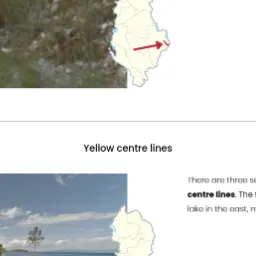 Yellow centre lines
There are three se
centre lines. The
lake in the east, m